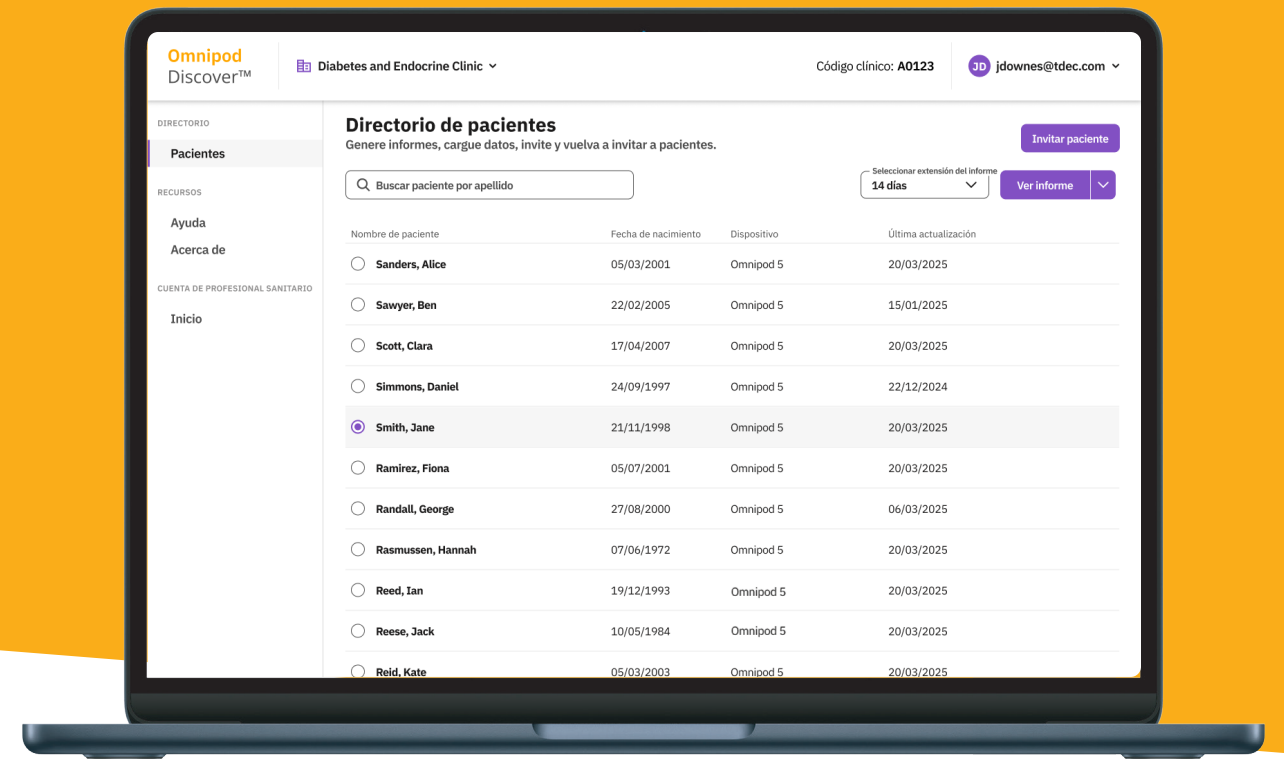 Omnipod
Discover™
Diabetes and Endocrine Clinic
Código clínico: A0123
JD jdownes@tdec.com
DIRECTORIO
Pacientes
RECURSOS
Ayuda
Acerca de
CUENTA DE PROFESIONAL SANITARIO
Inicio
Directorio de pacientes
Genere informes, cargue datos, invite y vuelva a invitar a pacientes.
Invitar paciente
Buscar paciente por apellido
Seleccionar extensión del informe
14 días
Ver informe
Nombre de paciente Fecha de nacimiento Dispositivo Última actualización
Sanders, Alice 05/03/2001 Omnipod 5 20/03/2025
Sawyer, Ben 22/02/2005 Omnipod 5 15/01/2025
Scott, Clara 17/04/2007 Omnipod 5 20/03/2025
Simmons, Daniel 24/09/1997 Omnipod 5 22/12/2024
Smith, Jane 21/11/1998 Omnipod 5 20/03/2025
Ramirez, Fiona 05/07/2001 Omnipod 5 20/03/2025
Randall, George 27/08/2000 Omnipod 5 06/03/2025
Rasmussen, Hannah 07/06/1972 Omnipod 5 20/03/2025
Reed, Ian 19/12/1993 Omnipod 5 20/03/2025
Reese, Jack 10/05/1984 Omnipod 5 20/03/2025
Reid, Kate 05/03/2003 Omnipod 5 20/03/2025